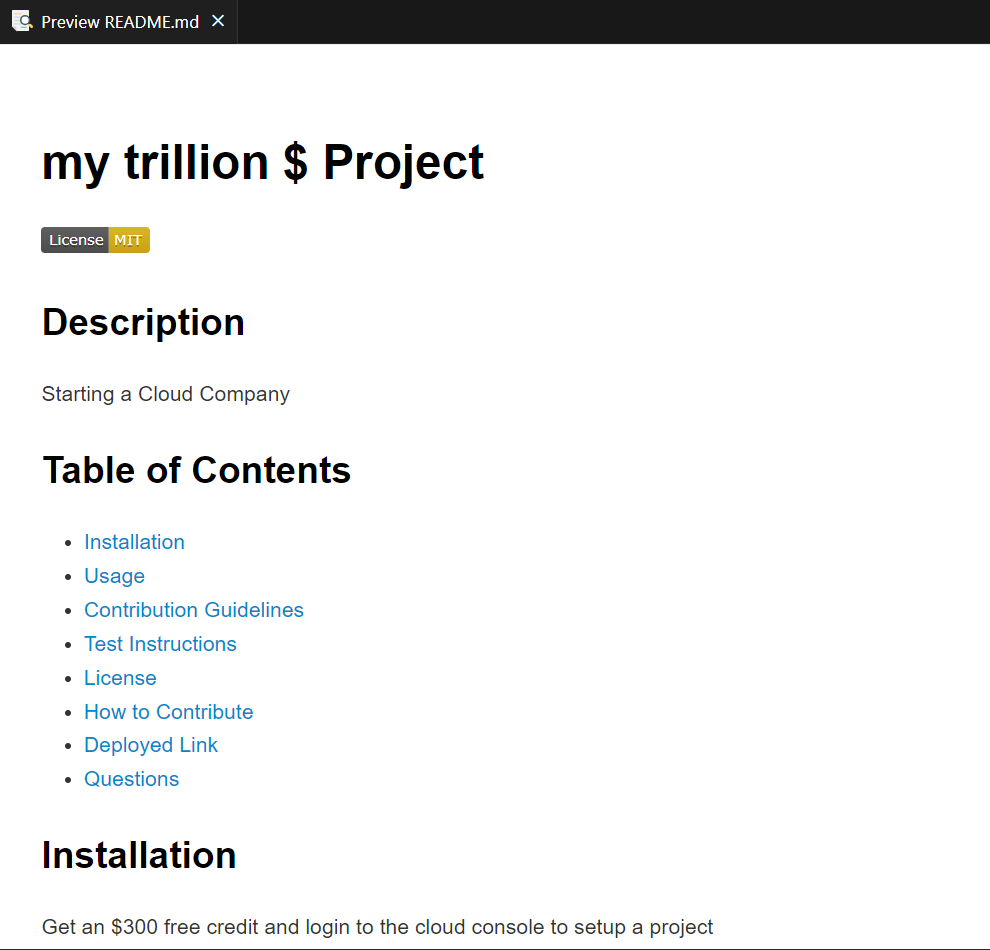 Preview README.md
my trillion $ Project
License MIT
Description
Starting a Cloud Company
Table of Contents
Installation
Usage
Contribution Guidelines
Test Instructions
License
How to Contribute
Deployed Link
Questions
Installation
Get an $300 free credit and login to the cloud console to setup a project